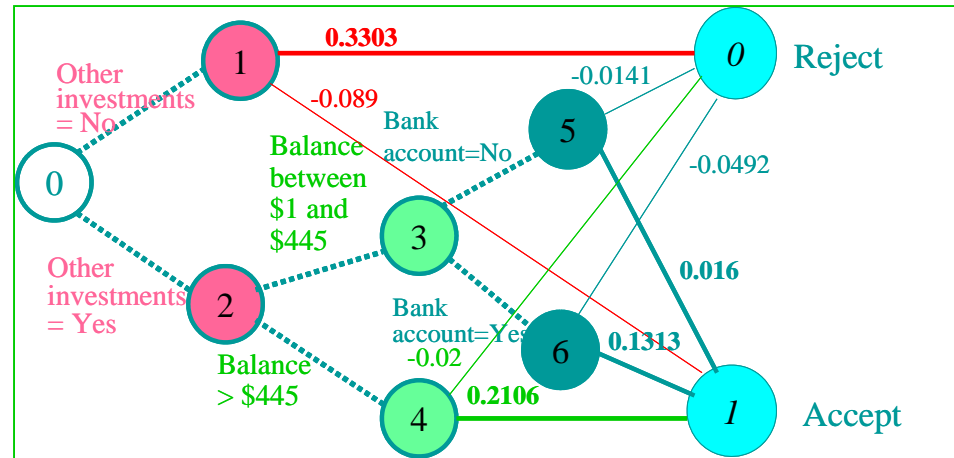 0.3303
1
0
Reject
Other
investments
= No
-0.0141
-0.089
Bank
account=No
5
Balance
between
$1 and
$445
0
-0.0492
3
Other
investments
= Yes
2
0.016
Bank
account=Yes
6
0.1313
-0.02
Balance
> $445
0.2106
4
1
Accept